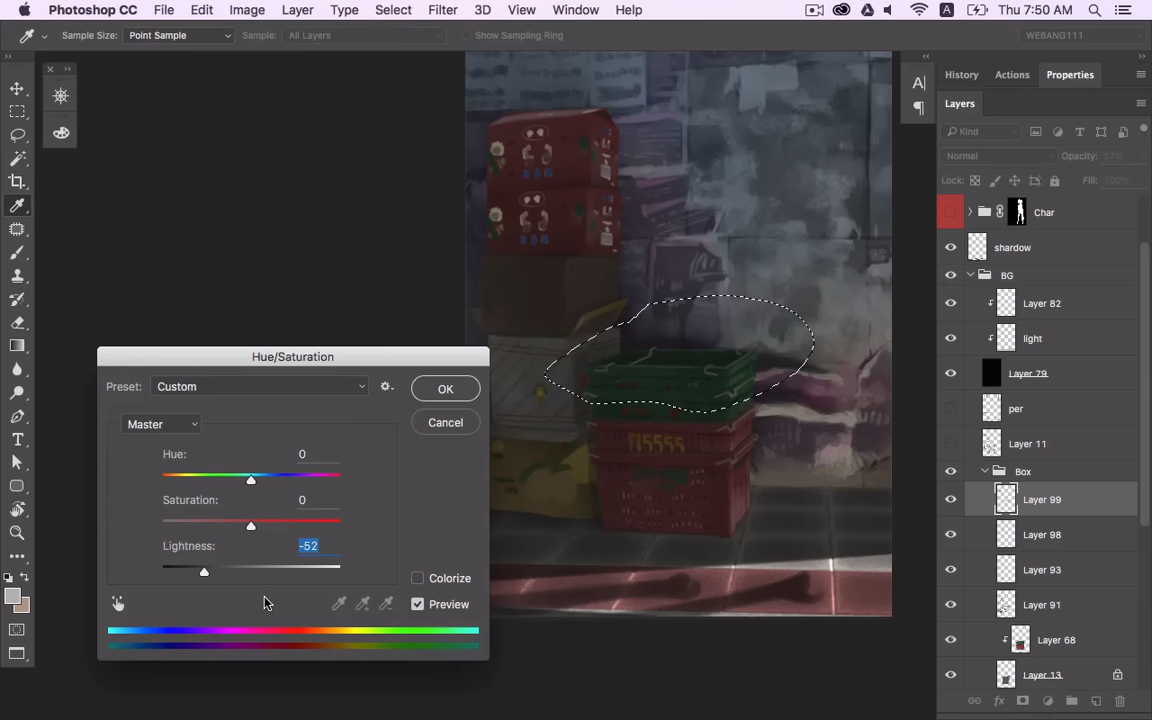 Photoshop CC File Edit Image Layer Type Select Filter 3D View Window Help A Thu 7:50 AM
Sample Size: Point Sample Sample: All Layers Show Sampling Ring WEBANG111
History Actions Properties
A
Layers
Kind
Normal Opacity: 57%
Lock: Fill: 100%
Char
shardow
BG
Layer 82
light
Layer 79
per
Layer 11
Box
Layer 99
Layer 98
Layer 93
Layer 91
Layer 68
Layer 13
fx
Hue/Saturation
Preset: Custom OK
Master Cancel
Hue: 0
Saturation: 0
Lightness: -52
Colorize
Preview
15555